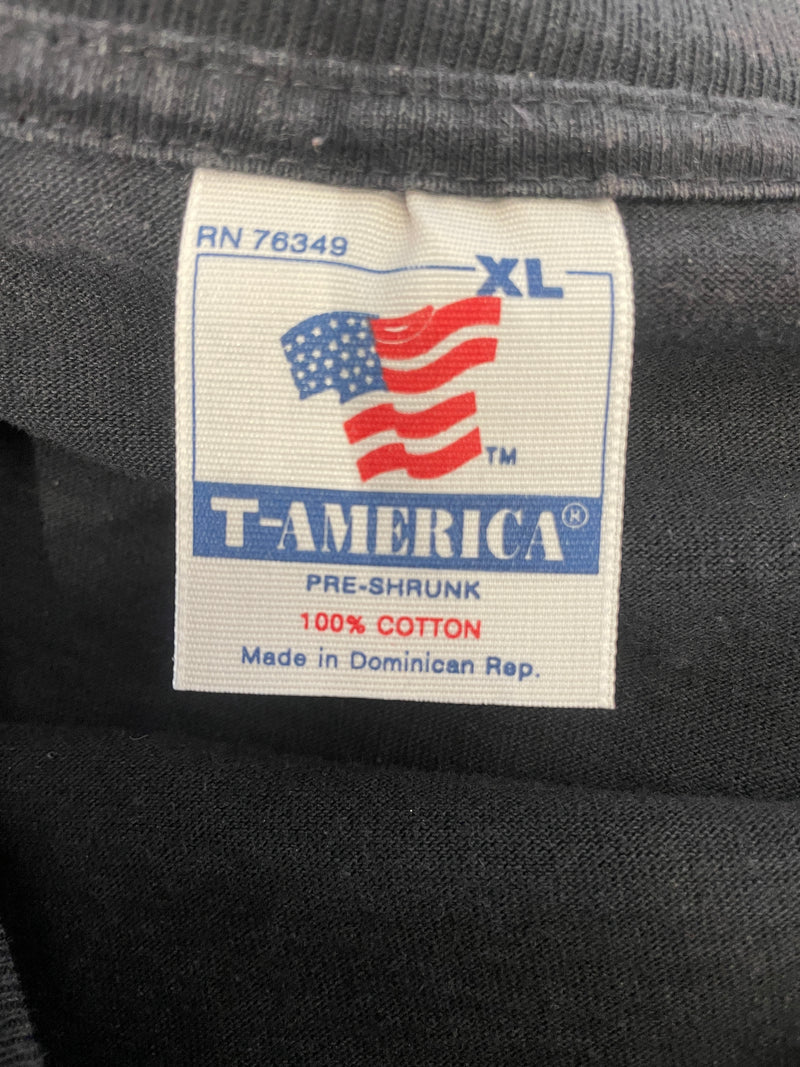 RN 76349
XL
TM
T-AMERICA®
PRE-SHRUNK
100% COTTON
Made in Dominican Rep.